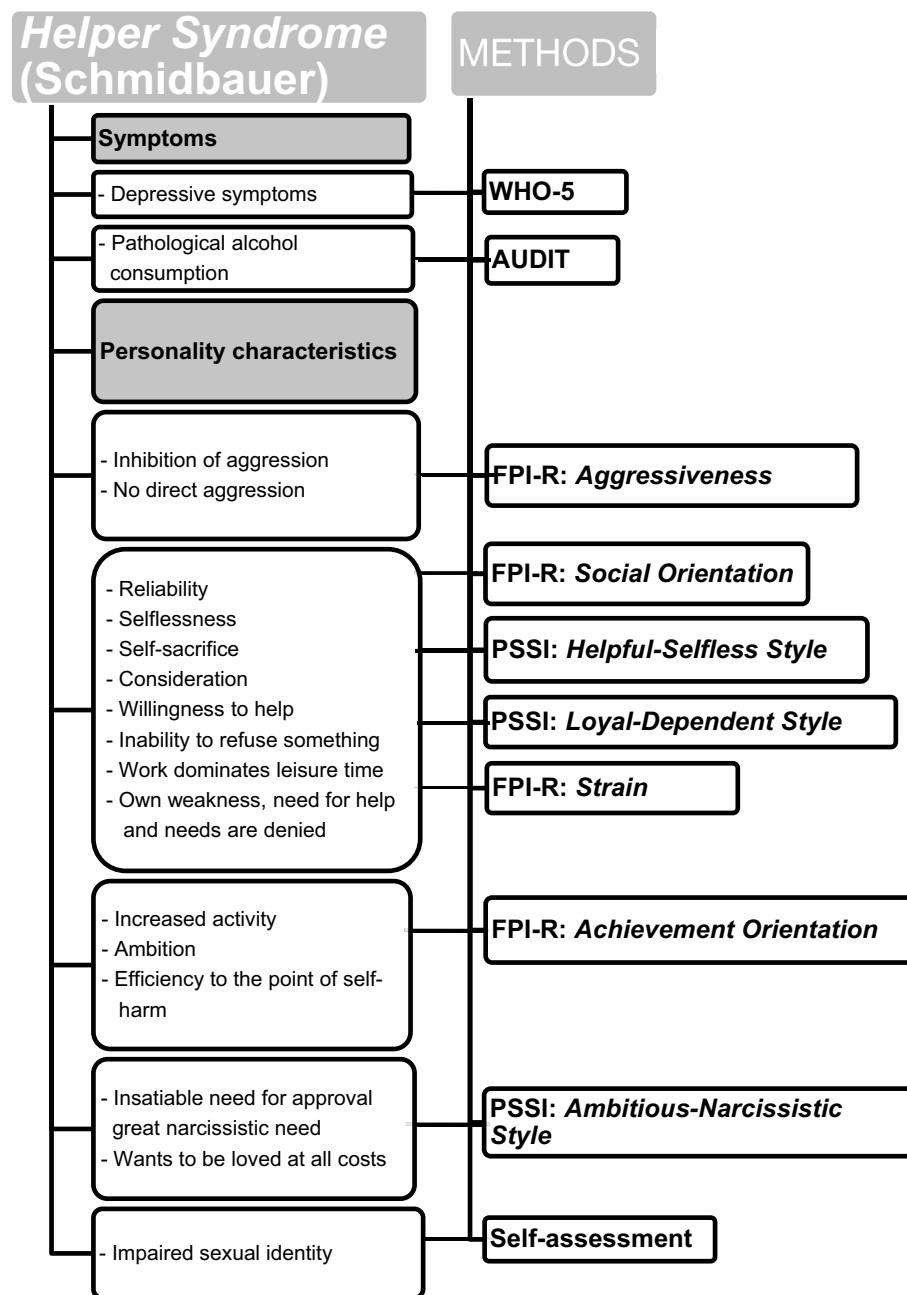 Helper Syndrome
(Schmidbauer)
METHODS
Symptoms
- Depressive symptoms
WHO-5
- Pathological alcohol
consumption
AUDIT
Personality characteristics
- Inhibition of aggression
- No direct aggression
FPI-R: Aggressiveness
- Reliability
- Selflessness
- Self-sacrifice
- Consideration
- Willingness to help
- Inability to refuse something
- Work dominates leisure time
- Own weakness, need for help
and needs are denied
FPI-R: Social Orientation
PSSI: Helpful-Selfless Style
PSSI: Loyal-Dependent Style
FPI-R: Strain
- Increased activity
- Ambition
- Efficiency to the point of self-
harm
FPI-R: Achievement Orientation
- Insatiable need for approval
great narcissistic need
- Wants to be loved at all costs
PSSI: Ambitious-Narcissistic
Style
- Impaired sexual identity
Self-assessment